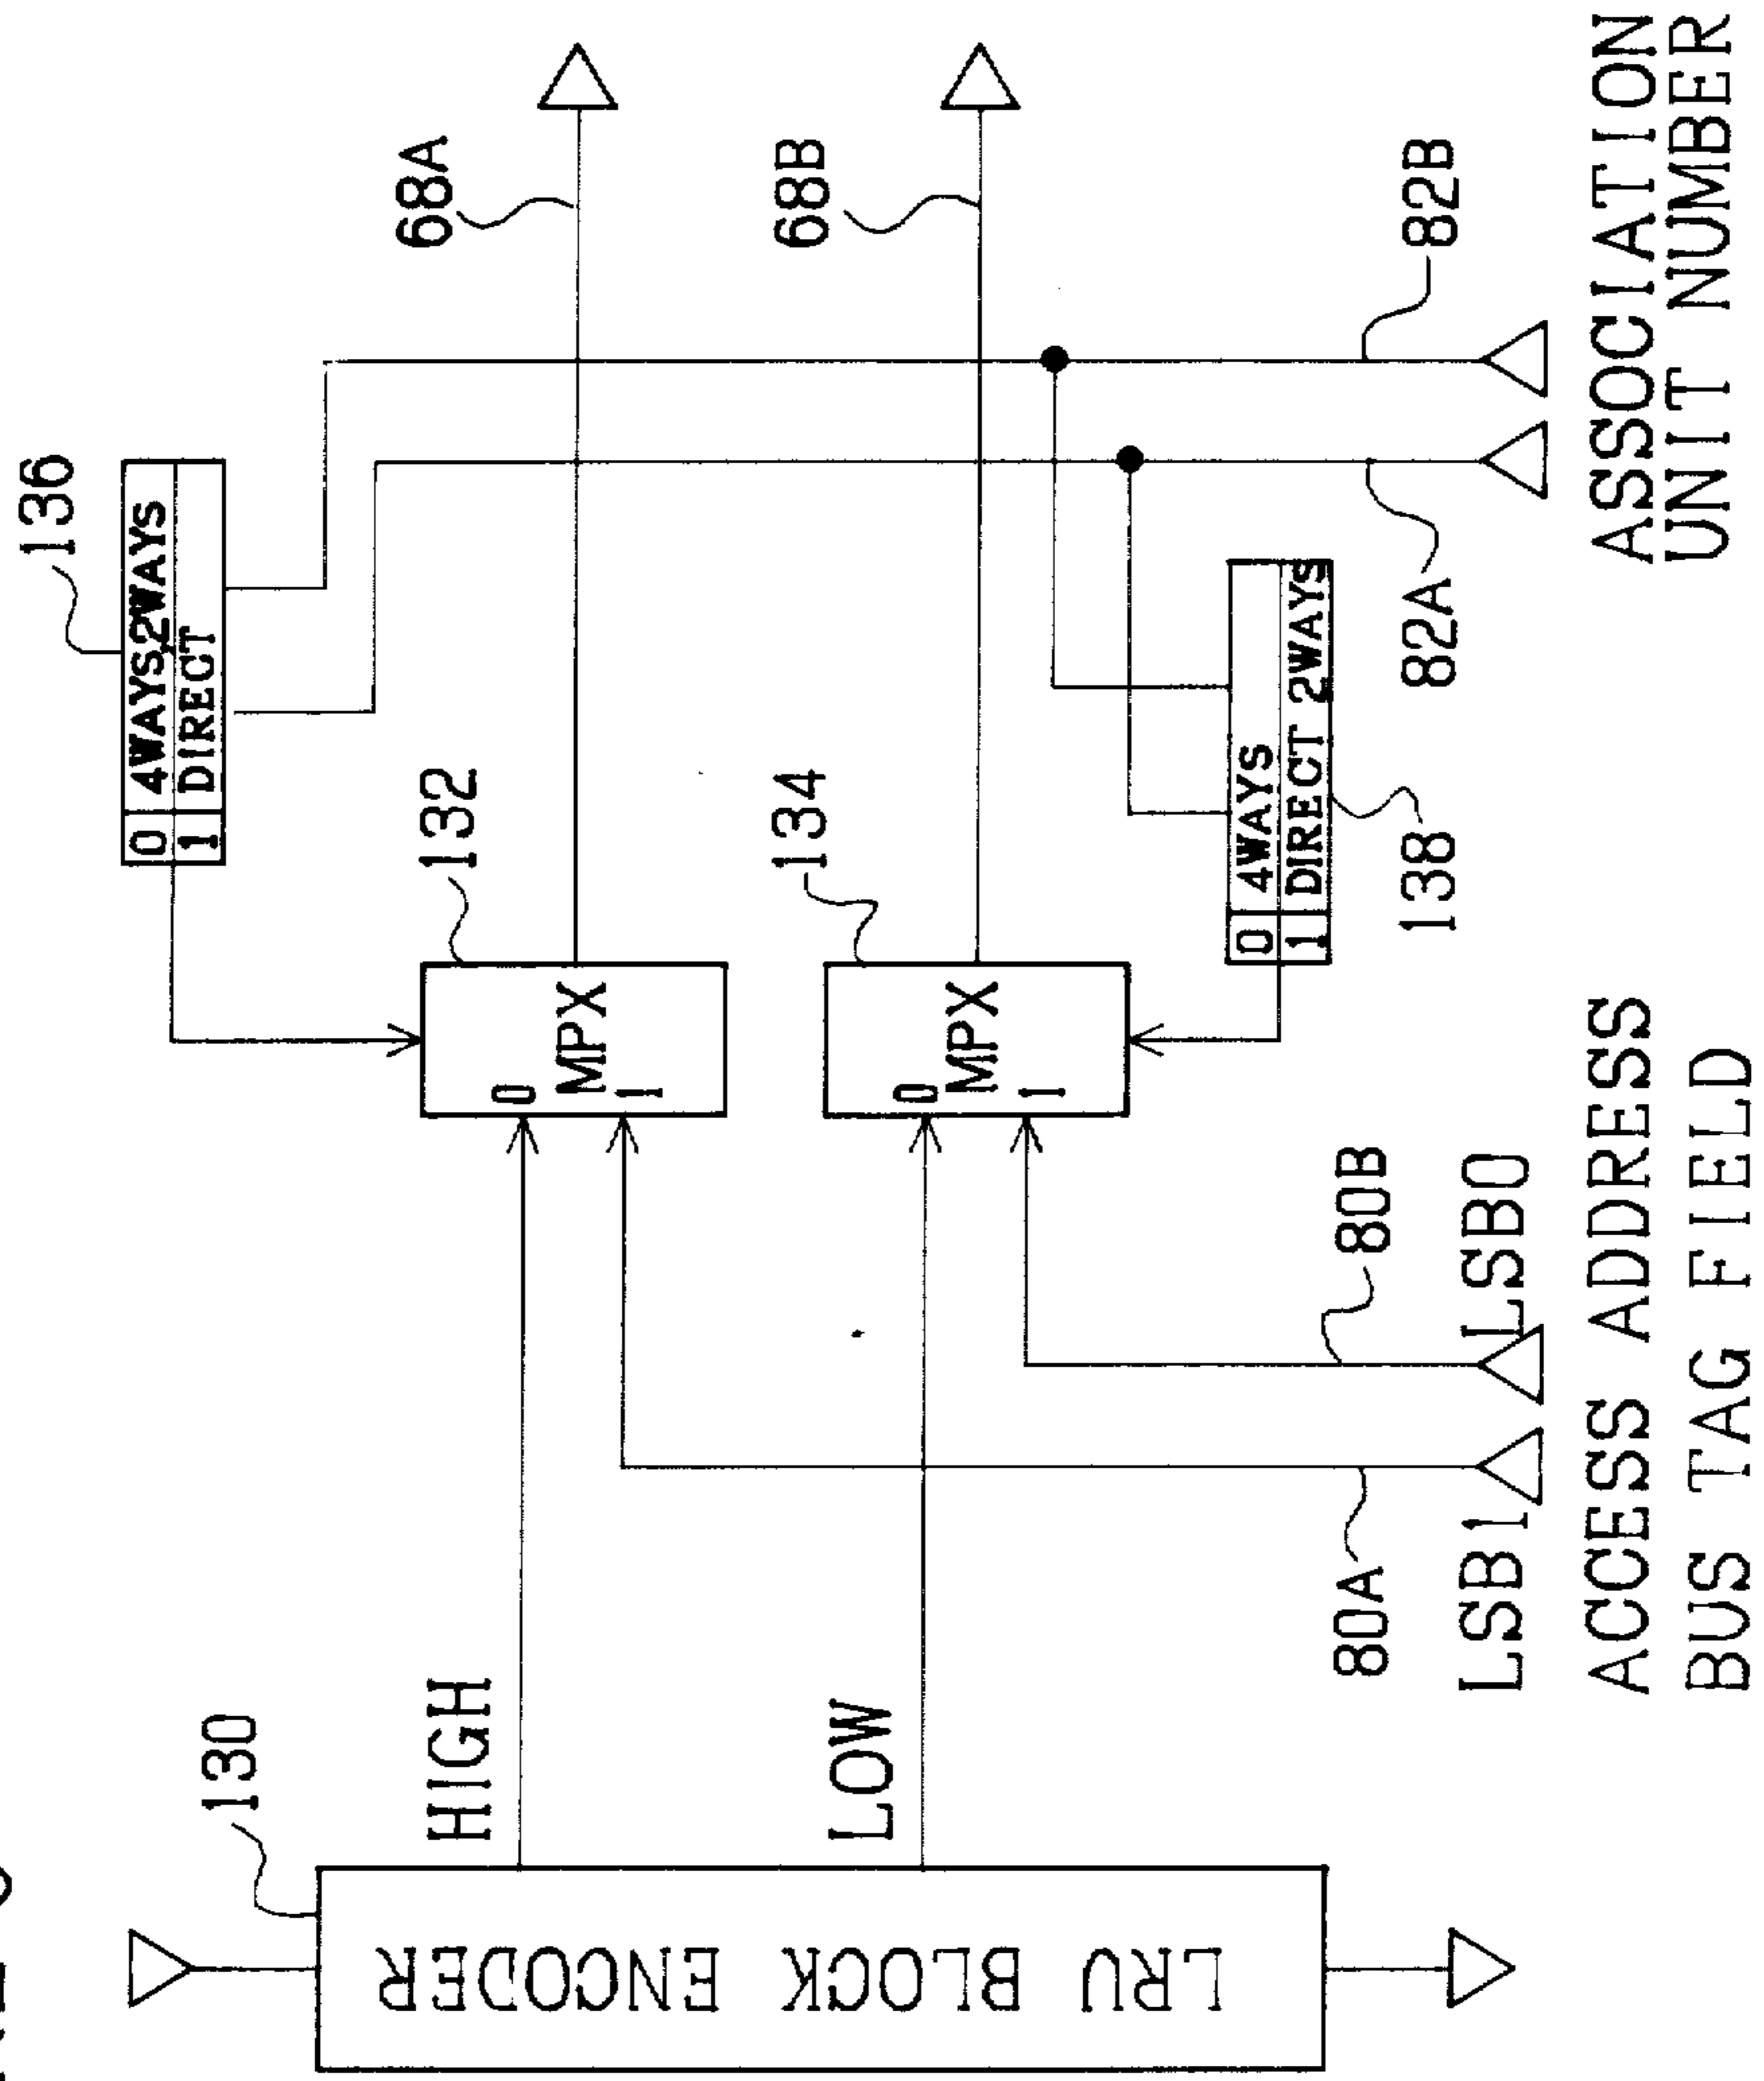 136
0 4WAYS,2WAYS
1 DIRECT
68A
132
130
HIGH
0
MPX
1
68B
134
LOW
0
MPX
1
0 4WAYS
1 DIRECT 2WAYS
138
82A
82B
80A
80B
LRU BLOCK ENCODER
LSB1
LSB0
ACCESS ADDRESS
BUS TAG FIELD
ASSOCIATION
UNIT NUMBER